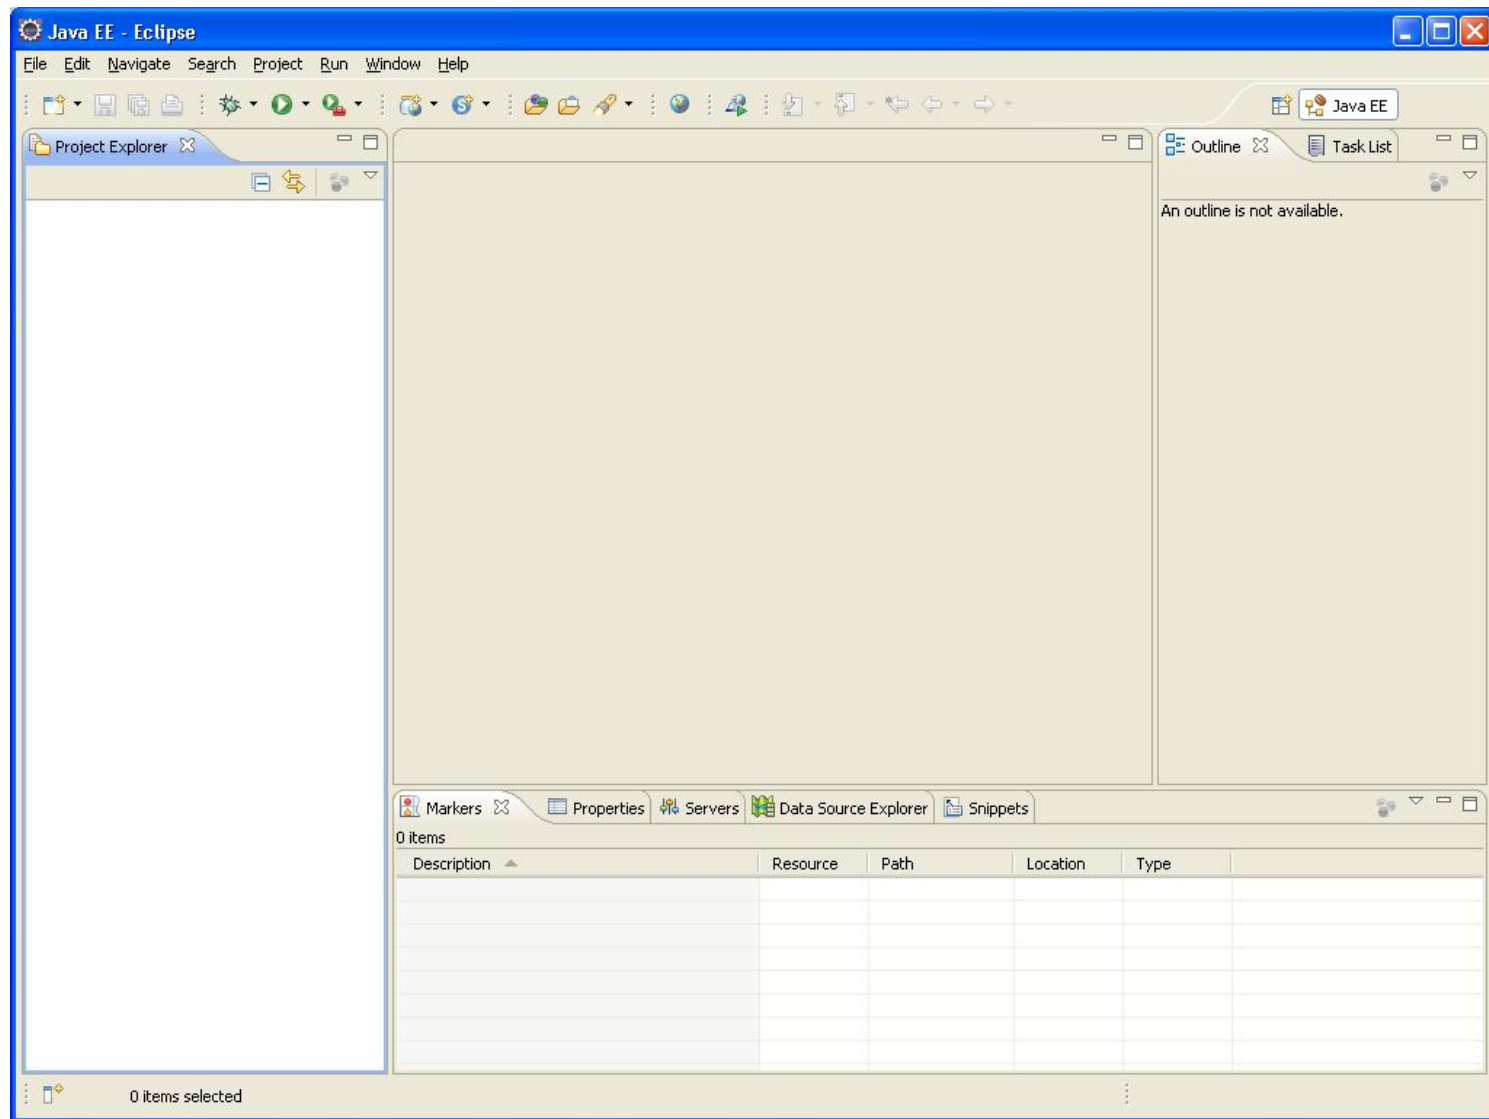 Java EE - Eclipse
File Edit Navigate Search Project Run Window Help
Java EE
Project Explorer
Outline Task List
An outline is not available.
Markers Properties Servers Data Source Explorer Snippets
0 items
Description Resource Path Location Type
0 items selected